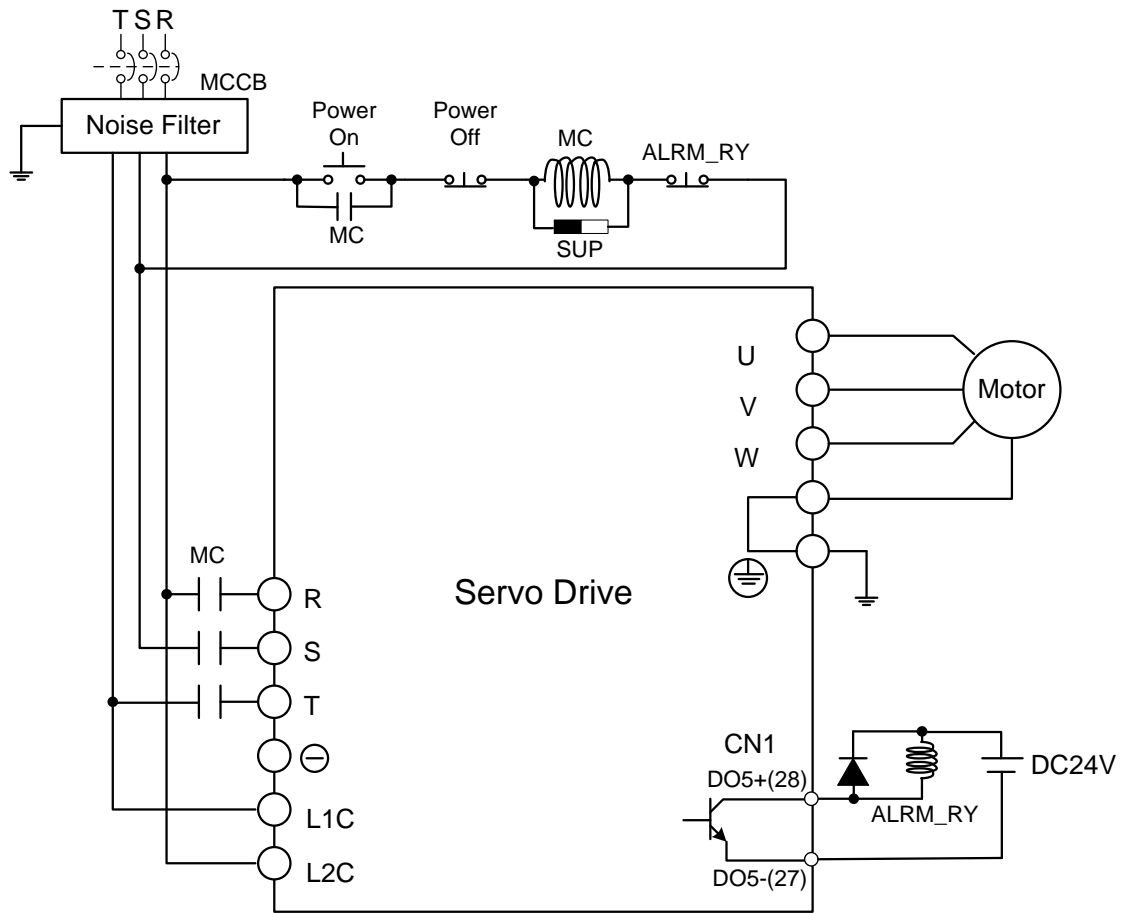 T S R
MCCB
Noise Filter
Power
On
Power
Off
MC
ALRM_RY
MC
SUP
U
V
W
Motor
MC
R
S
T
Servo Drive
CN1
DO5+(28)
DC24V
ALRM_RY
DO5-(27)
L1C
L2C